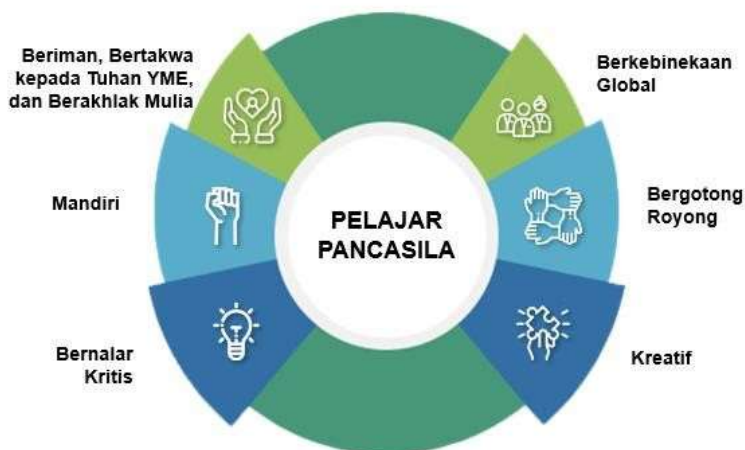 Beriman, Bertakwa
kepada Tuhan YME,
dan Berakhlak Mulia
Berkebinekaan
Global
Mandiri
PELAJAR
PANCASILA
Bergotong
Royong
Bernalar
Kritis
Kreatif